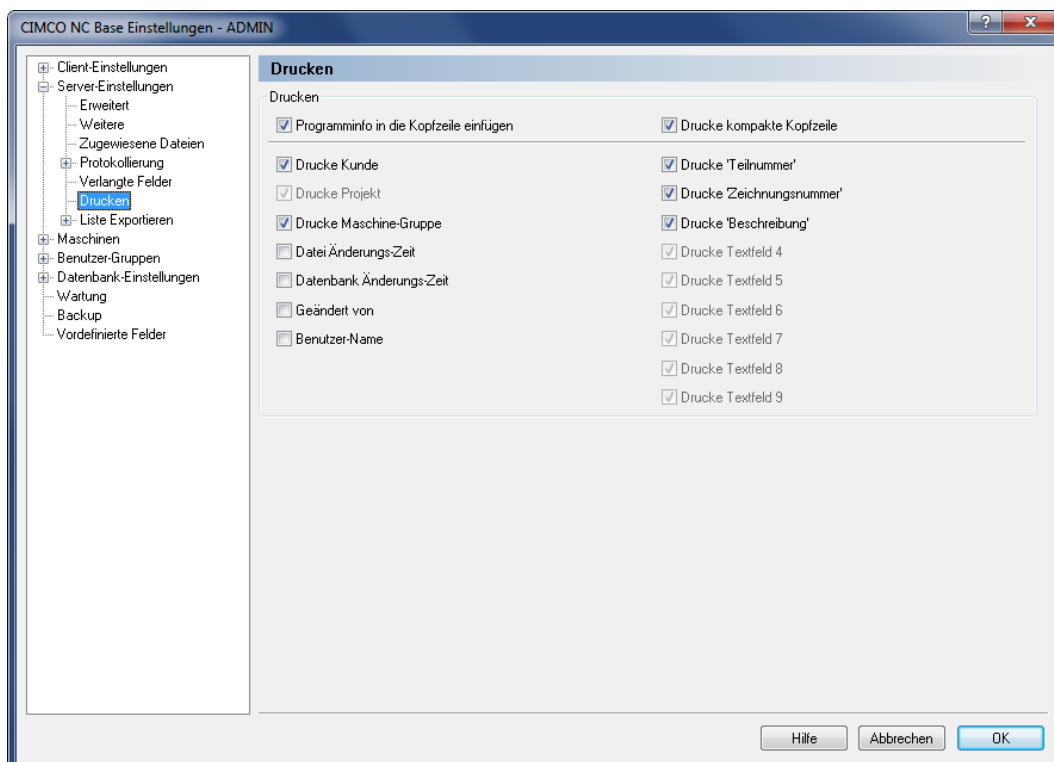 CIMCO NC Base Einstellungen - ADMIN
Client-Einstellungen
Server-Einstellungen
Erweitert
Weitere
Zugewiesene Dateien
Protokollierung
Verlangte Felder
Drucken
Liste Exportieren
Maschinen
Benutzer-Gruppen
Datenbank-Einstellungen
Wartung
Backup
Vordefinierte Felder
Drucken
Drucken
Programminfo in die Kopfzeile einfügen
Drucke kompakte Kopfzeile
Drucke Kunde
Drucke Projekt
Drucke Maschine-Gruppe
Datei Änderungs-Zeit
Datenbank Änderungs-Zeit
Geändert von
Benutzer-Name
Drucke 'Teilnummer'
Drucke 'Zeichnungsnummer'
Drucke 'Beschreibung'
Drucke Textfeld 4
Drucke Textfeld 5
Drucke Textfeld 6
Drucke Textfeld 7
Drucke Textfeld 8
Drucke Textfeld 9
Hilfe
Abbrechen
OK